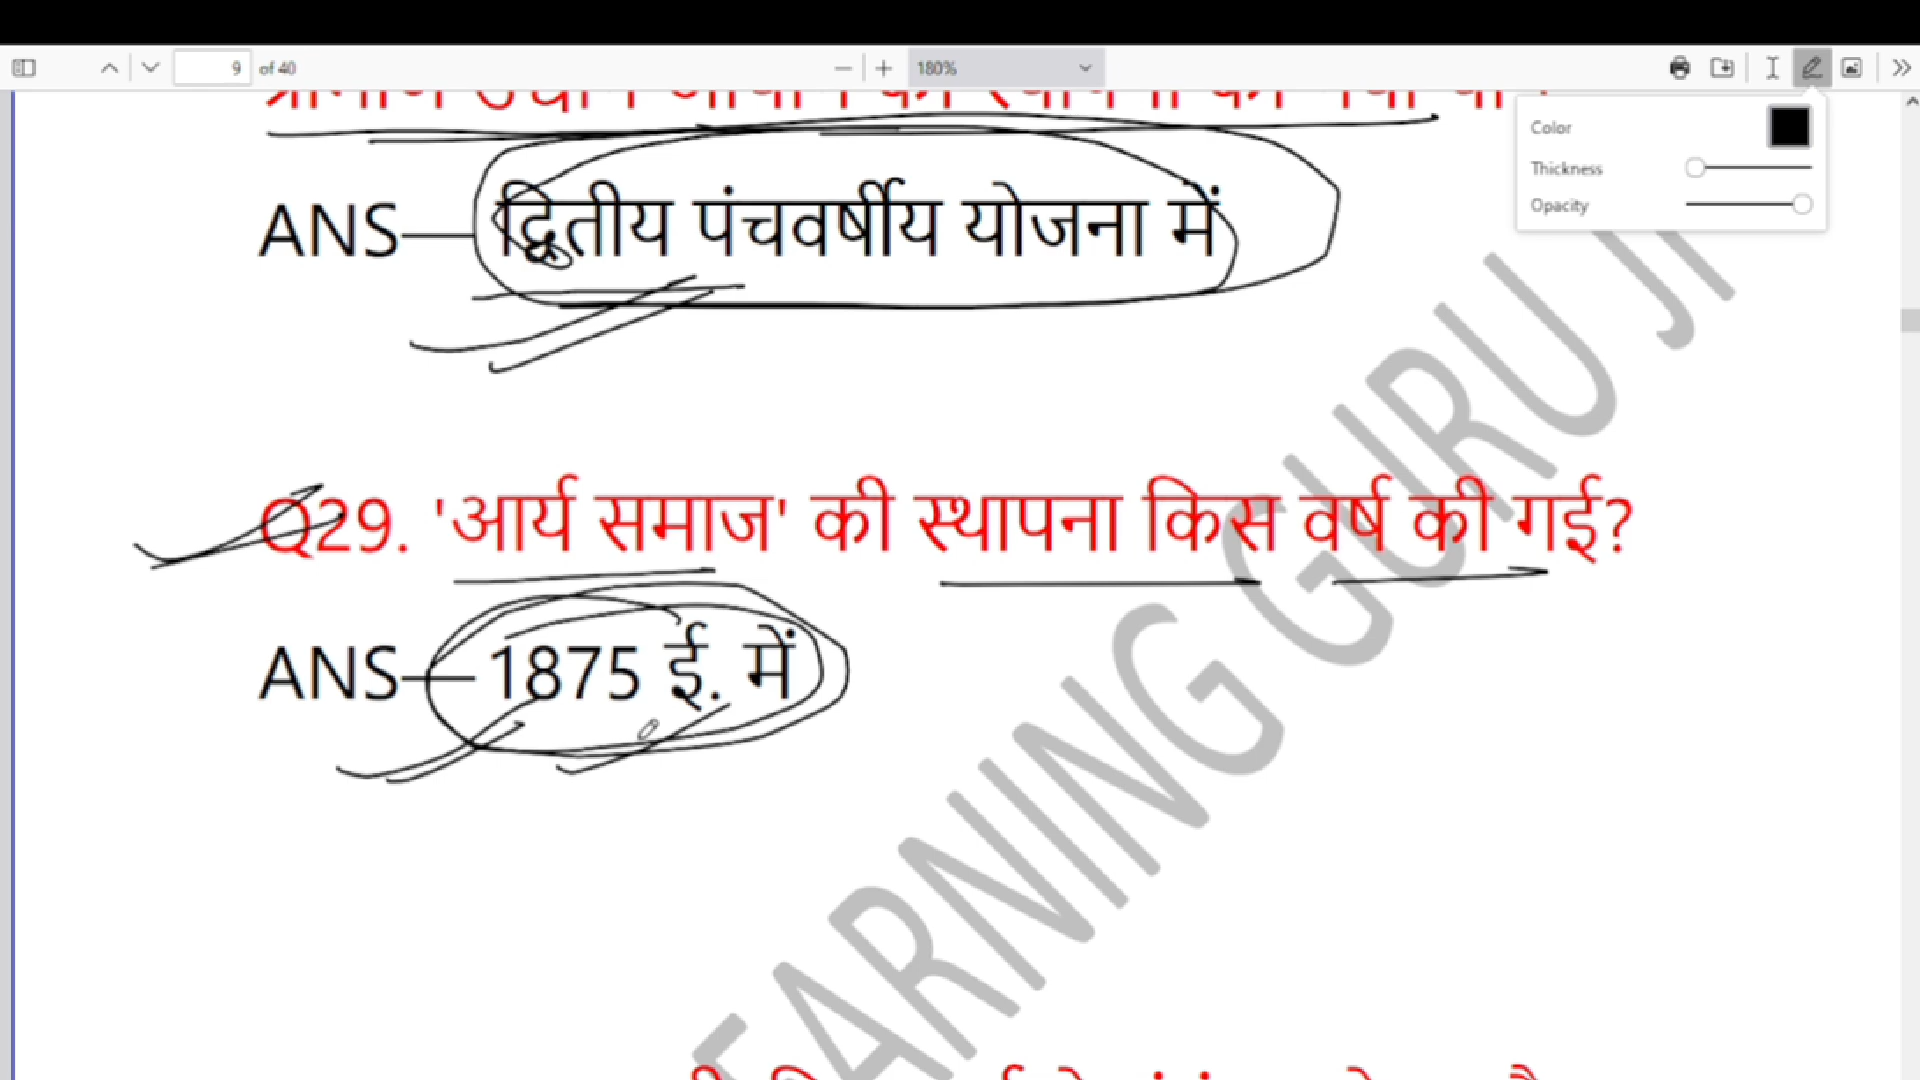 9 of 40
180%
Color
Thickness
Opacity
ANS— द्वितीय पंचवर्षीय योजना में
Q29. 'आर्य समाज' की स्थापना किस वर्ष की गई?
ANS— 1875 ई. में
EARNING GURU JI